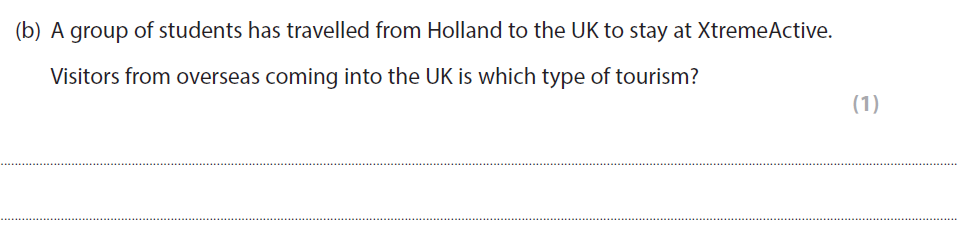 (b) A group of students has travelled from Holland to the UK to stay at XtremeActive.
Visitors from overseas coming into the UK is which type of tourism?
(1)